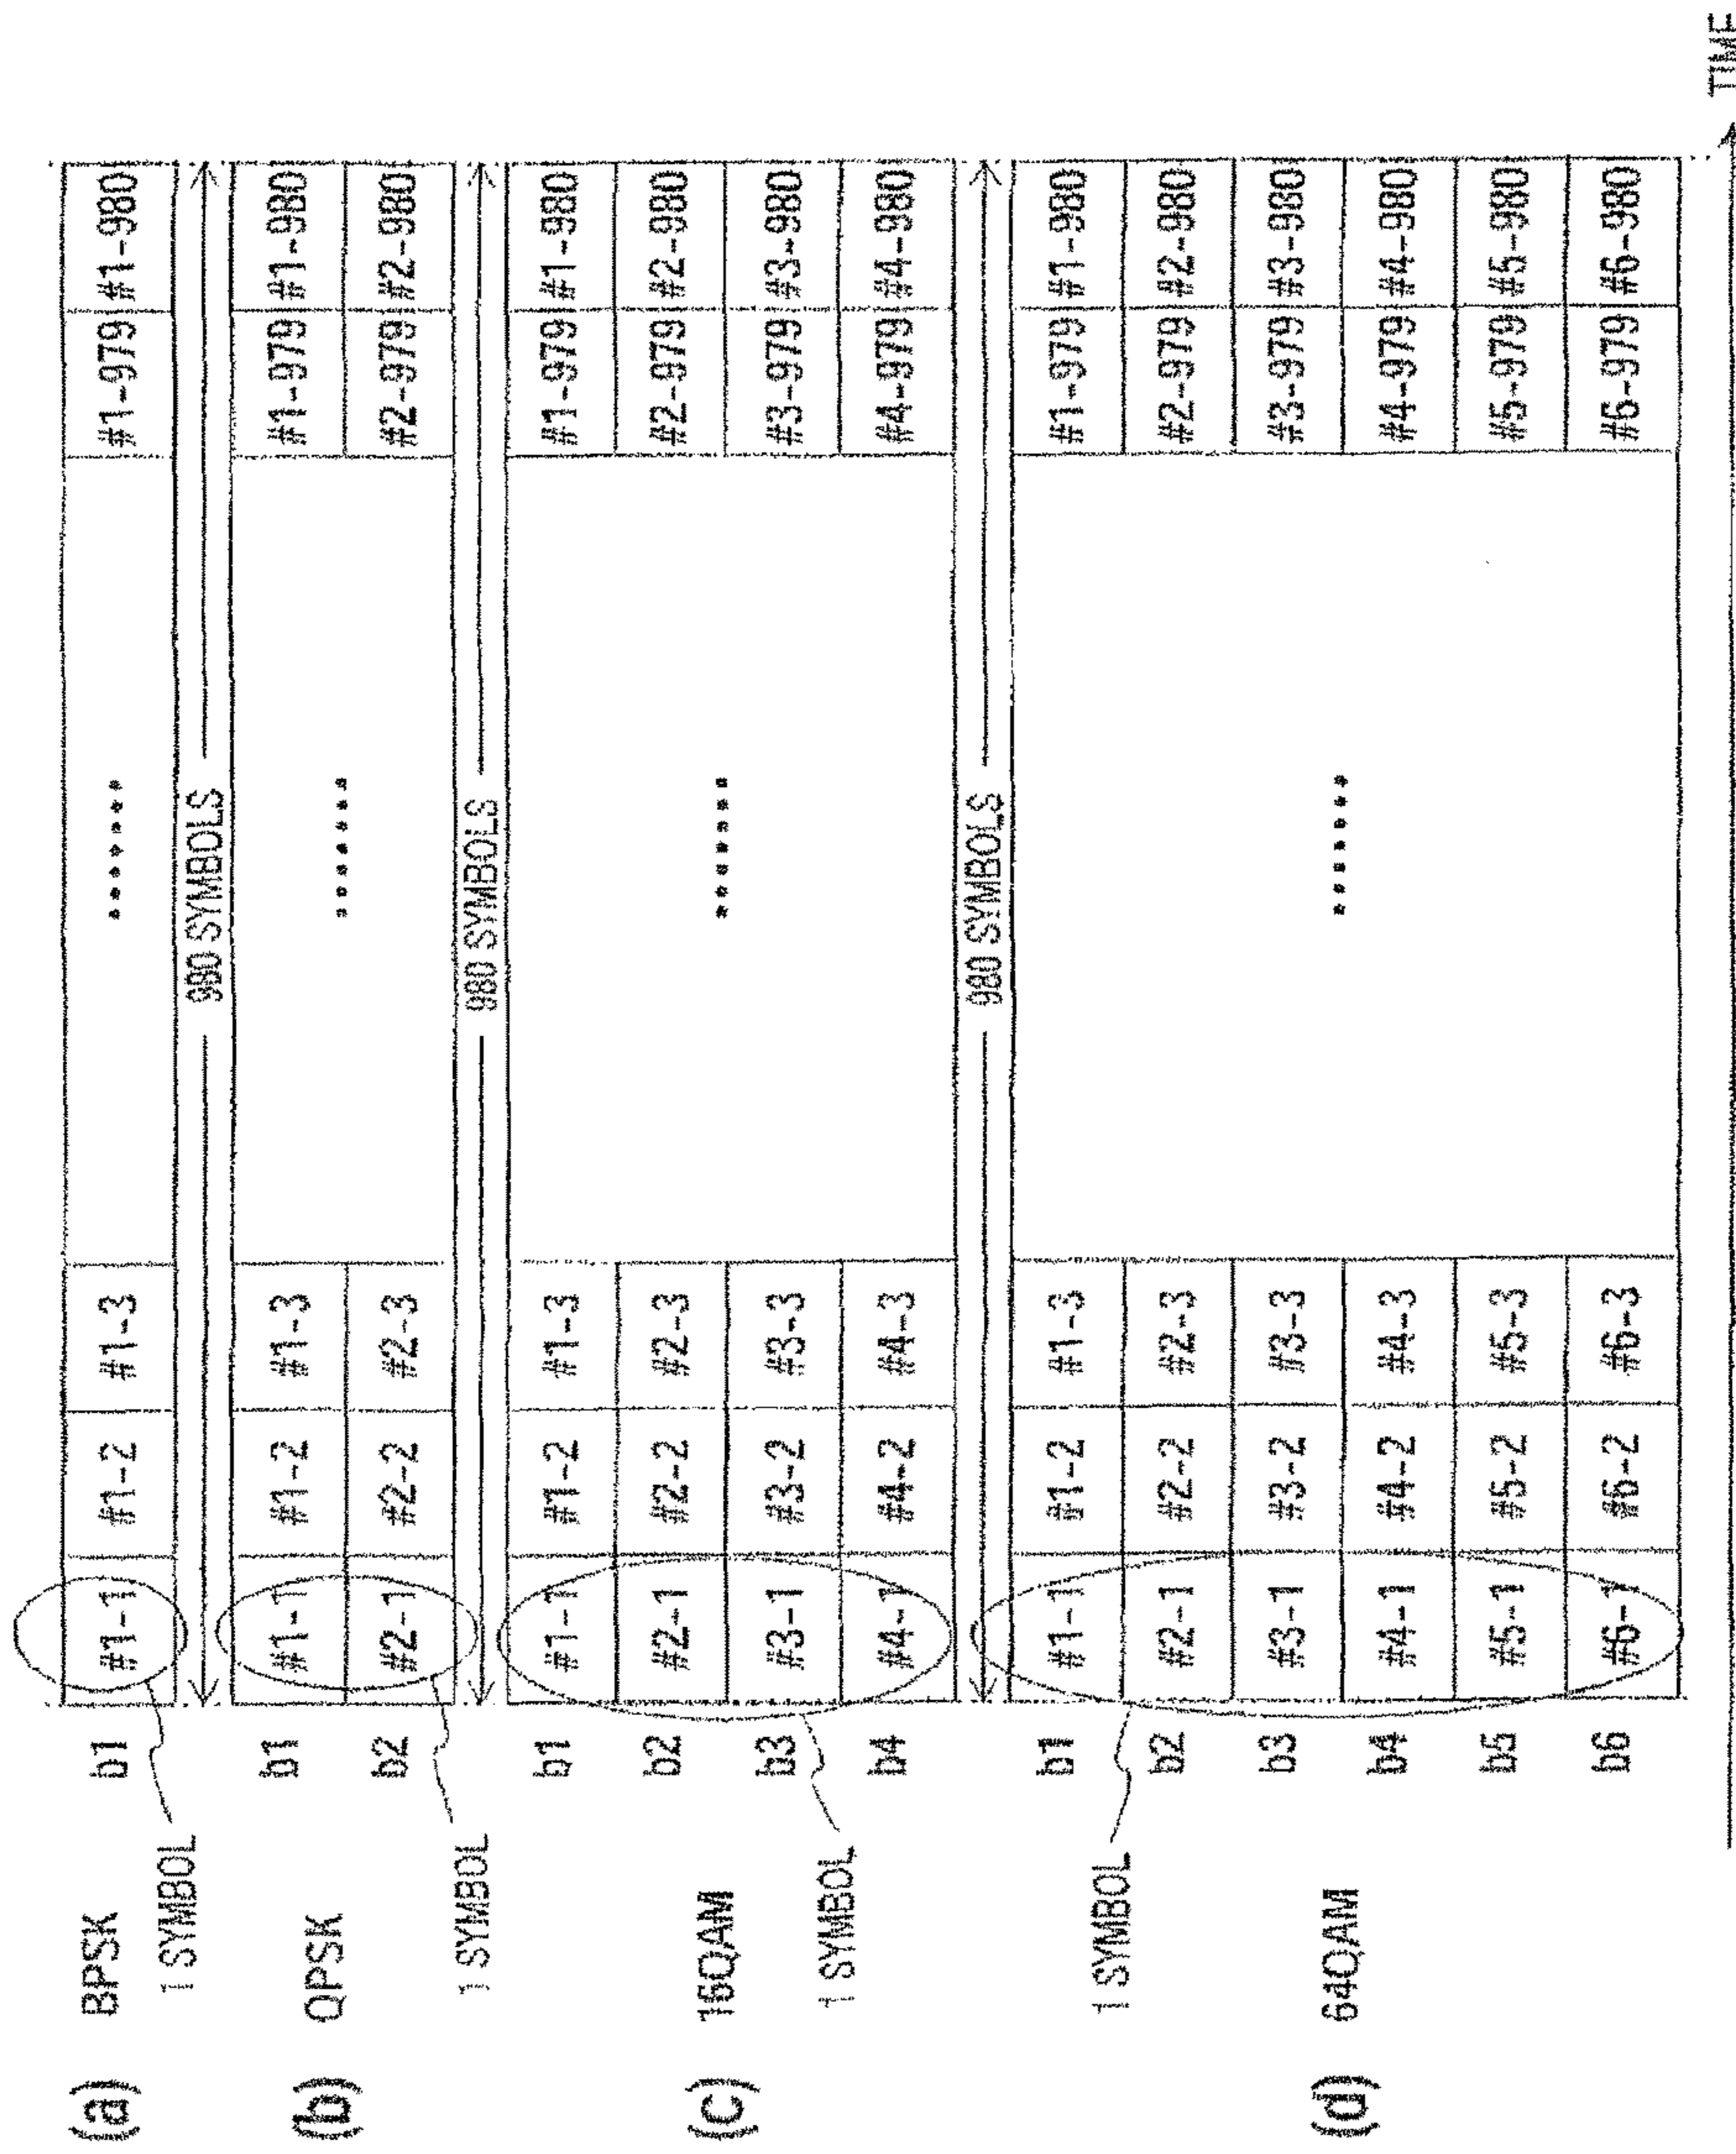 (a) BPSK
1 SYMBOL
b1 #1-1 #1-2 #1-3 ....... #1-979 #1-980
980 SYMBOLS
(b) QPSK
1 SYMBOL
b1 #1-1 #1-2 #1-3 ....... #1-979 #1-980
b2 #2-1 #2-2 #2-3 #2-979 #2-980
980 SYMBOLS
(c) 16QAM
1 SYMBOL
b1 #1-1 #1-2 #1-3 ....... #1-979 #1-980
b2 #2-1 #2-2 #2-3 #2-979 #2-980
b3 #3-1 #3-2 #3-3 #3-979 #3-980
b4 #4-1 #4-2 #4-3 #4-979 #4-980
980 SYMBOLS
(d) 64QAM
1 SYMBOL
b1 #1-1 #1-2 #1-3 ....... #1-979 #1-980
b2 #2-1 #2-2 #2-3 #2-979 #2-980
b3 #3-1 #3-2 #3-3 #3-979 #3-980
b4 #4-1 #4-2 #4-3 #4-979 #4-980
b5 #5-1 #5-2 #5-3 #5-979 #5-980
b6 #6-1 #6-2 #6-3 #6-979 #6-980
TIME